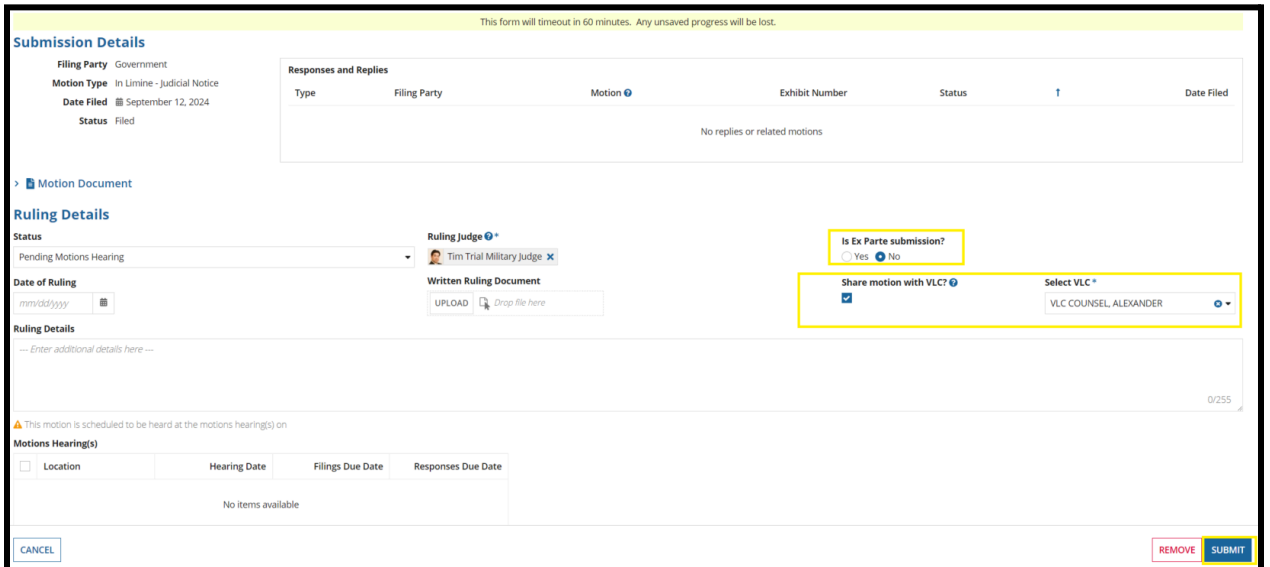 This form will timeout in 60 minutes. Any unsaved progress will be lost.
Submission Details
Filing Party Government
Motion Type In Limine - Judicial Notice
Date Filed September 12, 2024
Status Filed
Responses and Replies
Type Filing Party Motion Exhibit Number Status ↑ Date Filed
No replies or related motions
> Motion Document
Ruling Details
Status
Pending Motions Hearing
Ruling Judge *
Tim Trial Military Judge ×
Is Ex Parte submission?
Yes No
Date of Ruling
mm/dd/yyyy
Written Ruling Document
UPLOAD Drop file here
Share motion with VLC?
Select VLC *
VLC COUNSEL, ALEXANDER
Ruling Details
--- Enter additional details here ---
0/255
This motion is scheduled to be heard at the motions hearing(s) on
Motions Hearing(s)
Location Hearing Date Filings Due Date Responses Due Date
No items available
CANCEL REMOVE SUBMIT